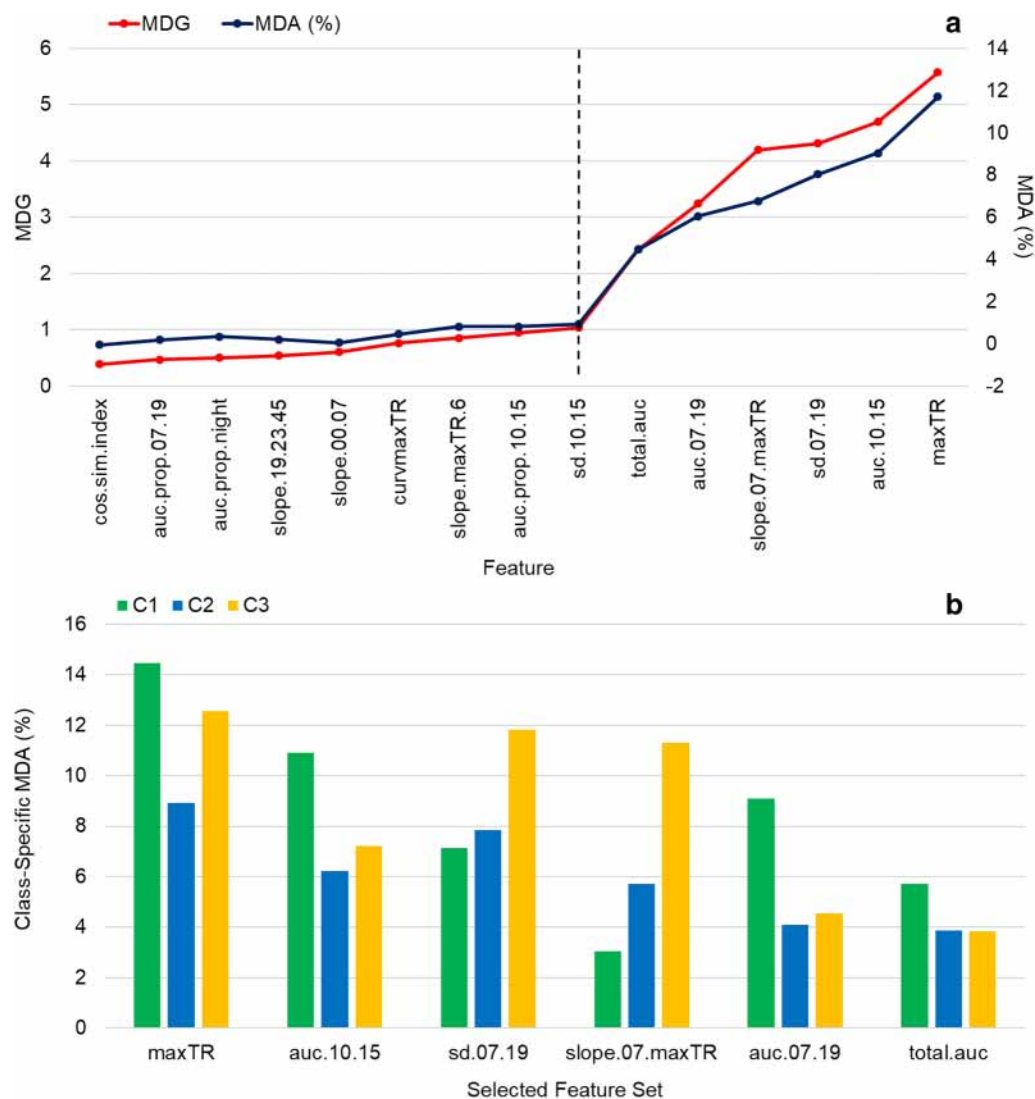 MDG MDA (%) a
6 14
5 12
4 10
3 8
2 6
1 4
0 2
0
-2
MDG
MDA (%)
cos.sim.index
auc.prop.07.19
auc.prop.night
slope.19.23.45
slope.00.07
curvmaxTR
slope.maxTR.6
auc.prop.10.15
sd.10.15
total.auc
auc.07.19
slope.07.maxTR
sd.07.19
auc.10.15
maxTR
Feature
C1 C2 C3 b
16
14
12
10
8
6
4
2
0
Class-Specific MDA (%)
maxTR auc.10.15 sd.07.19 slope.07.maxTR auc.07.19 total.auc
Selected Feature Set